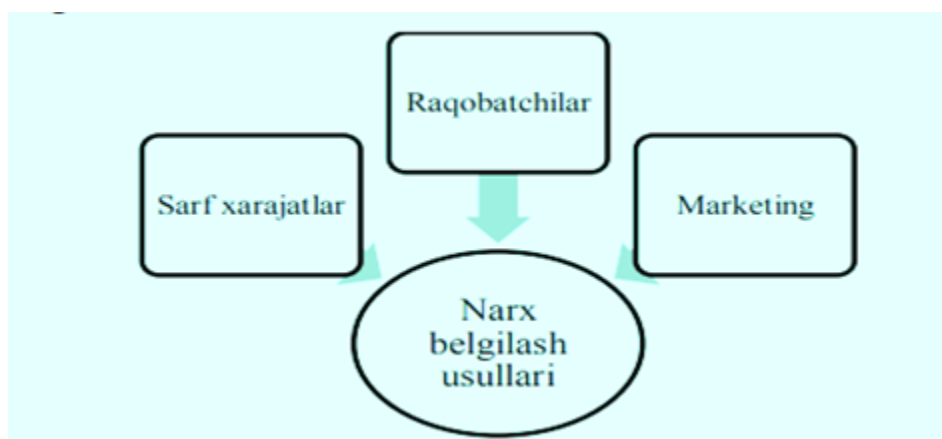 Raqobatchilar
Sarf xarajatlar
Marketing
Narx
belgilash
usullari